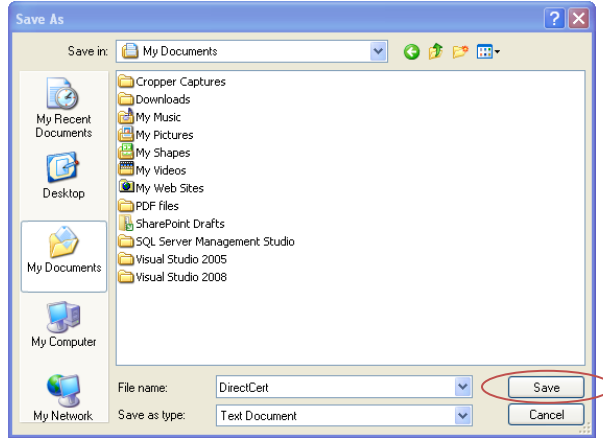 Save As
Save in: My Documents
My Recent
Documents
Desktop
My Documents
My Computer
My Network
Cropper Captures
Downloads
My Music
My Pictures
My Shapes
My Videos
My Web Sites
PDF files
SharePoint Drafts
SQL Server Management Studio
Visual Studio 2005
Visual Studio 2008
File name: DirectCert Save
Save as type: Text Document Cancel